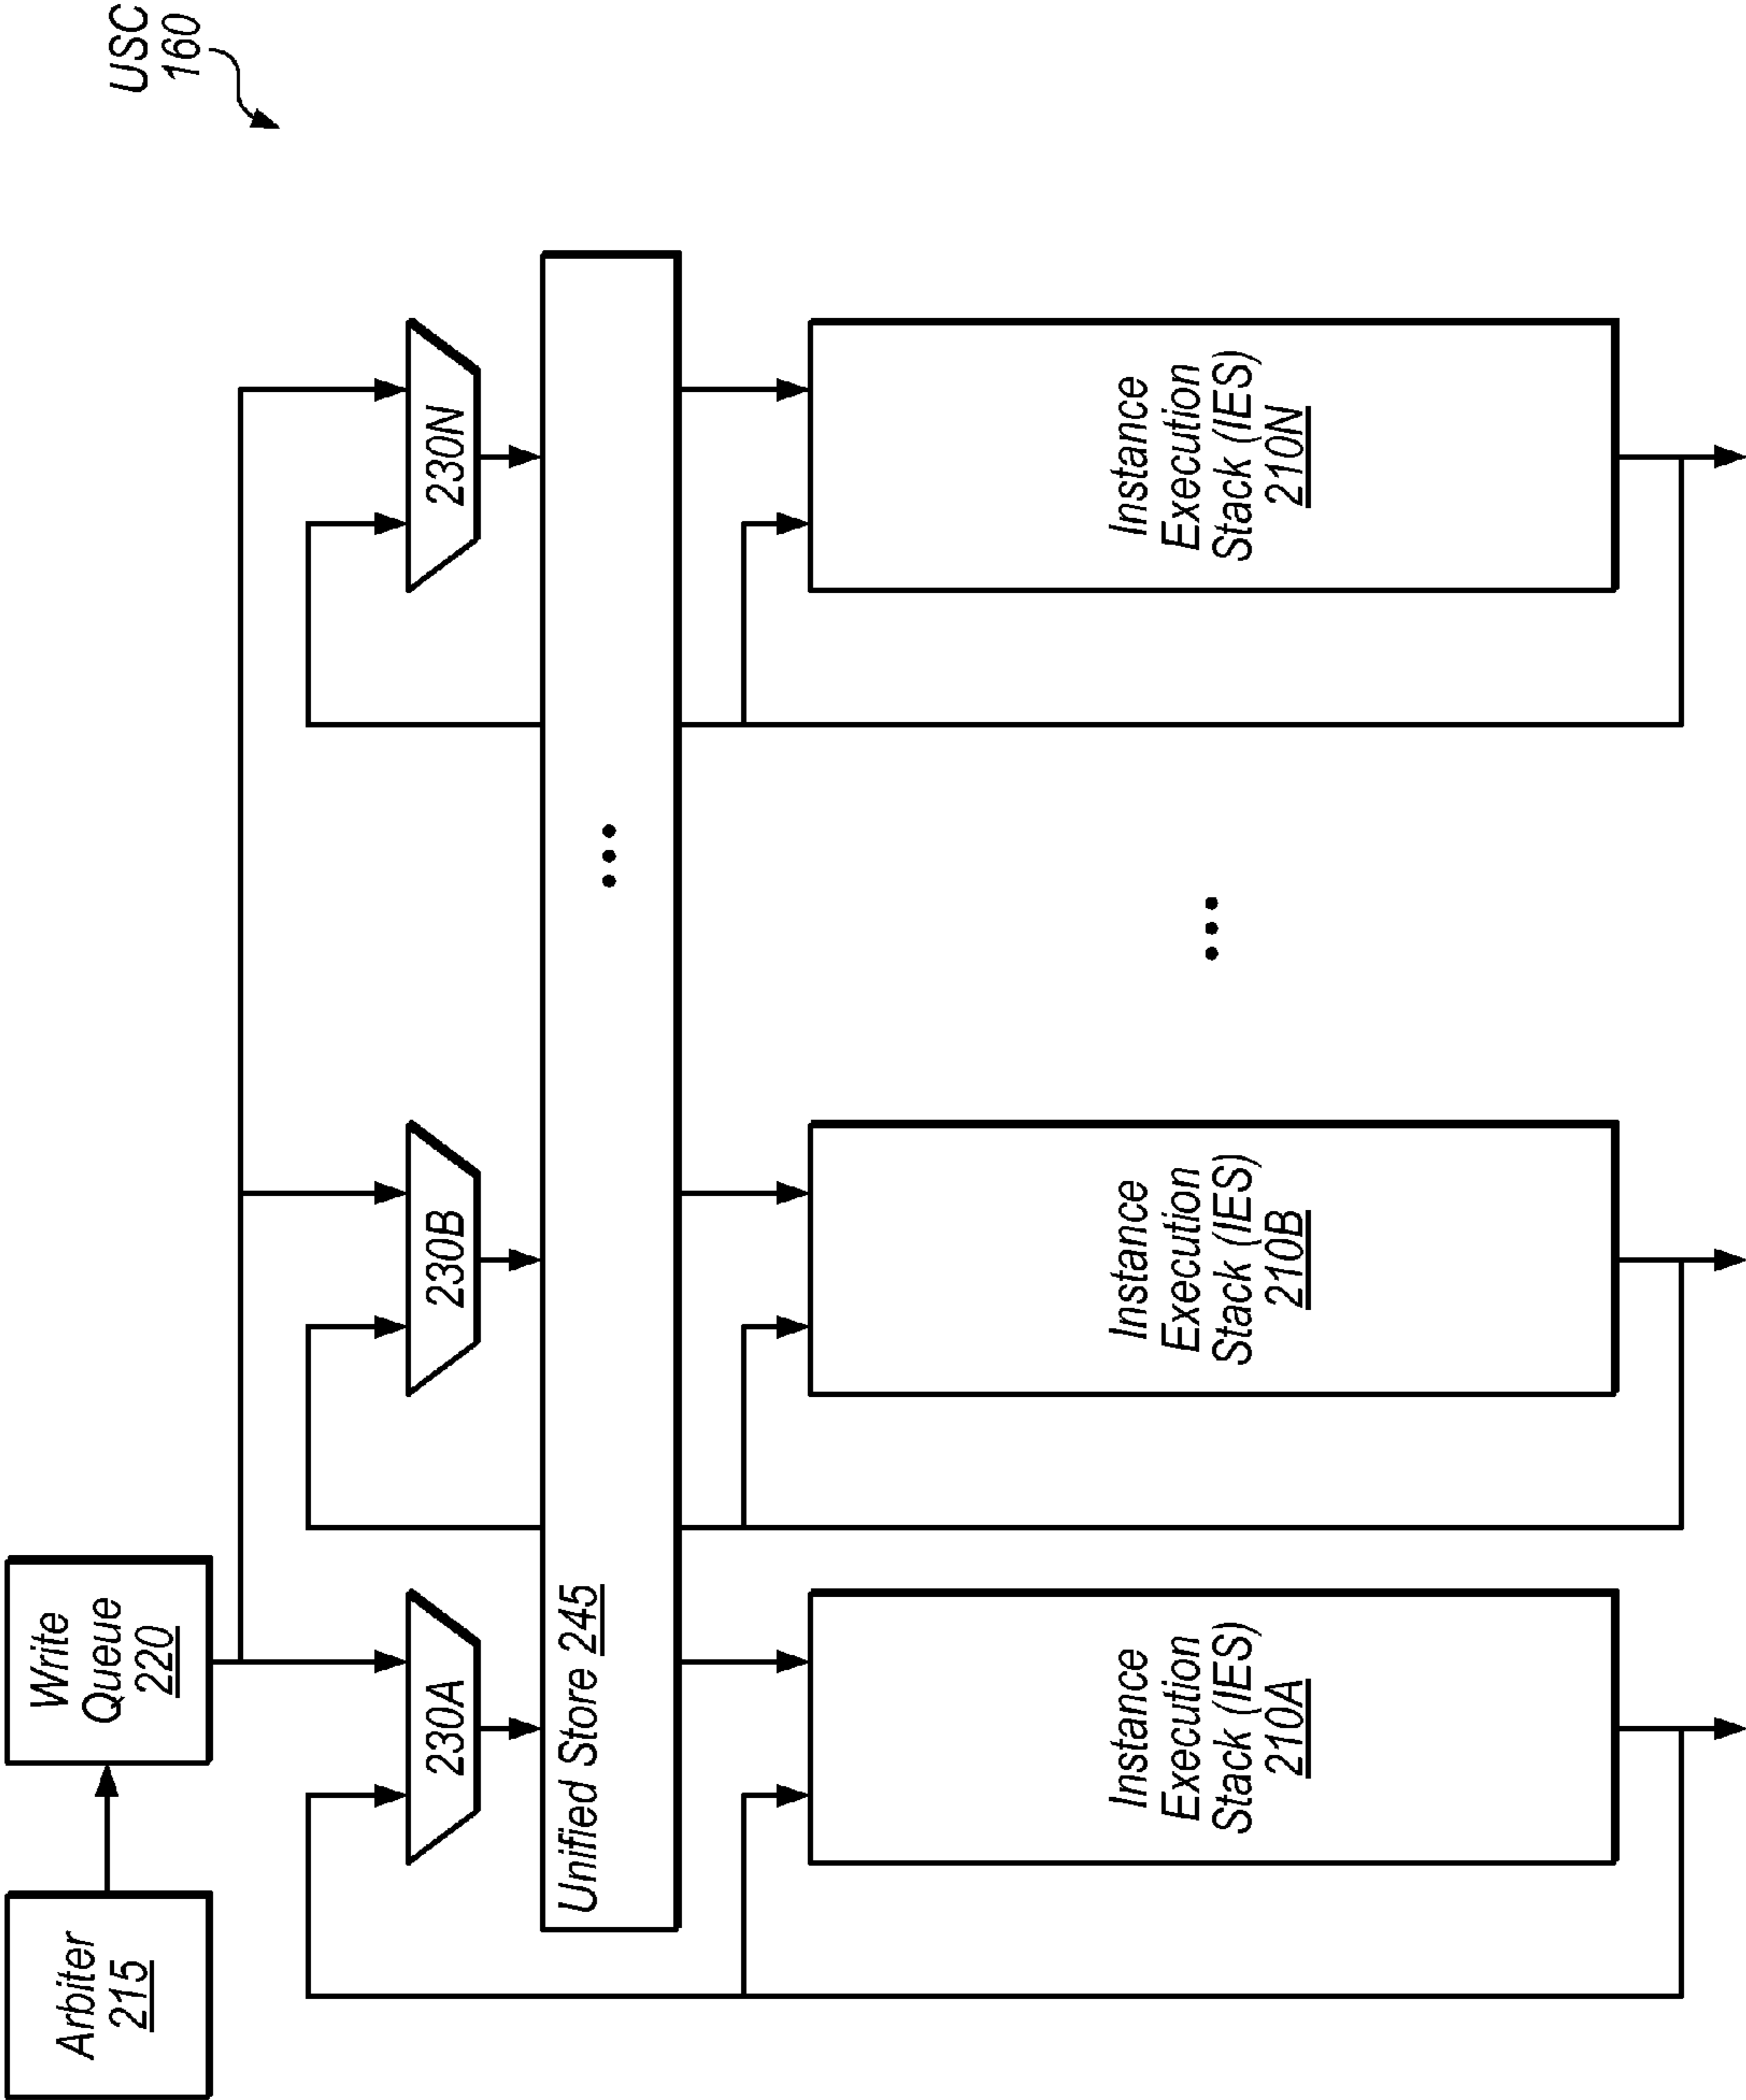 USC
160
Arbiter
215
Write
Queue
220
230A
230B
230N
Unified Store 245
Instance
Execution
Stack (IES)
210A
Instance
Execution
Stack (IES)
210B
Instance
Execution
Stack (IES)
210N